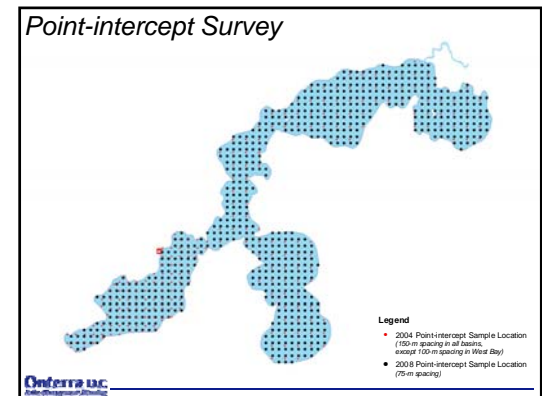 Point-intercept Survey
Legend
2004 Point-intercept Sample Location
(150-m spacing in all basins,
except 100-m spacing in West Bay)
2008 Point-intercept Sample Location
(75-m spacing)
Onterra LLC